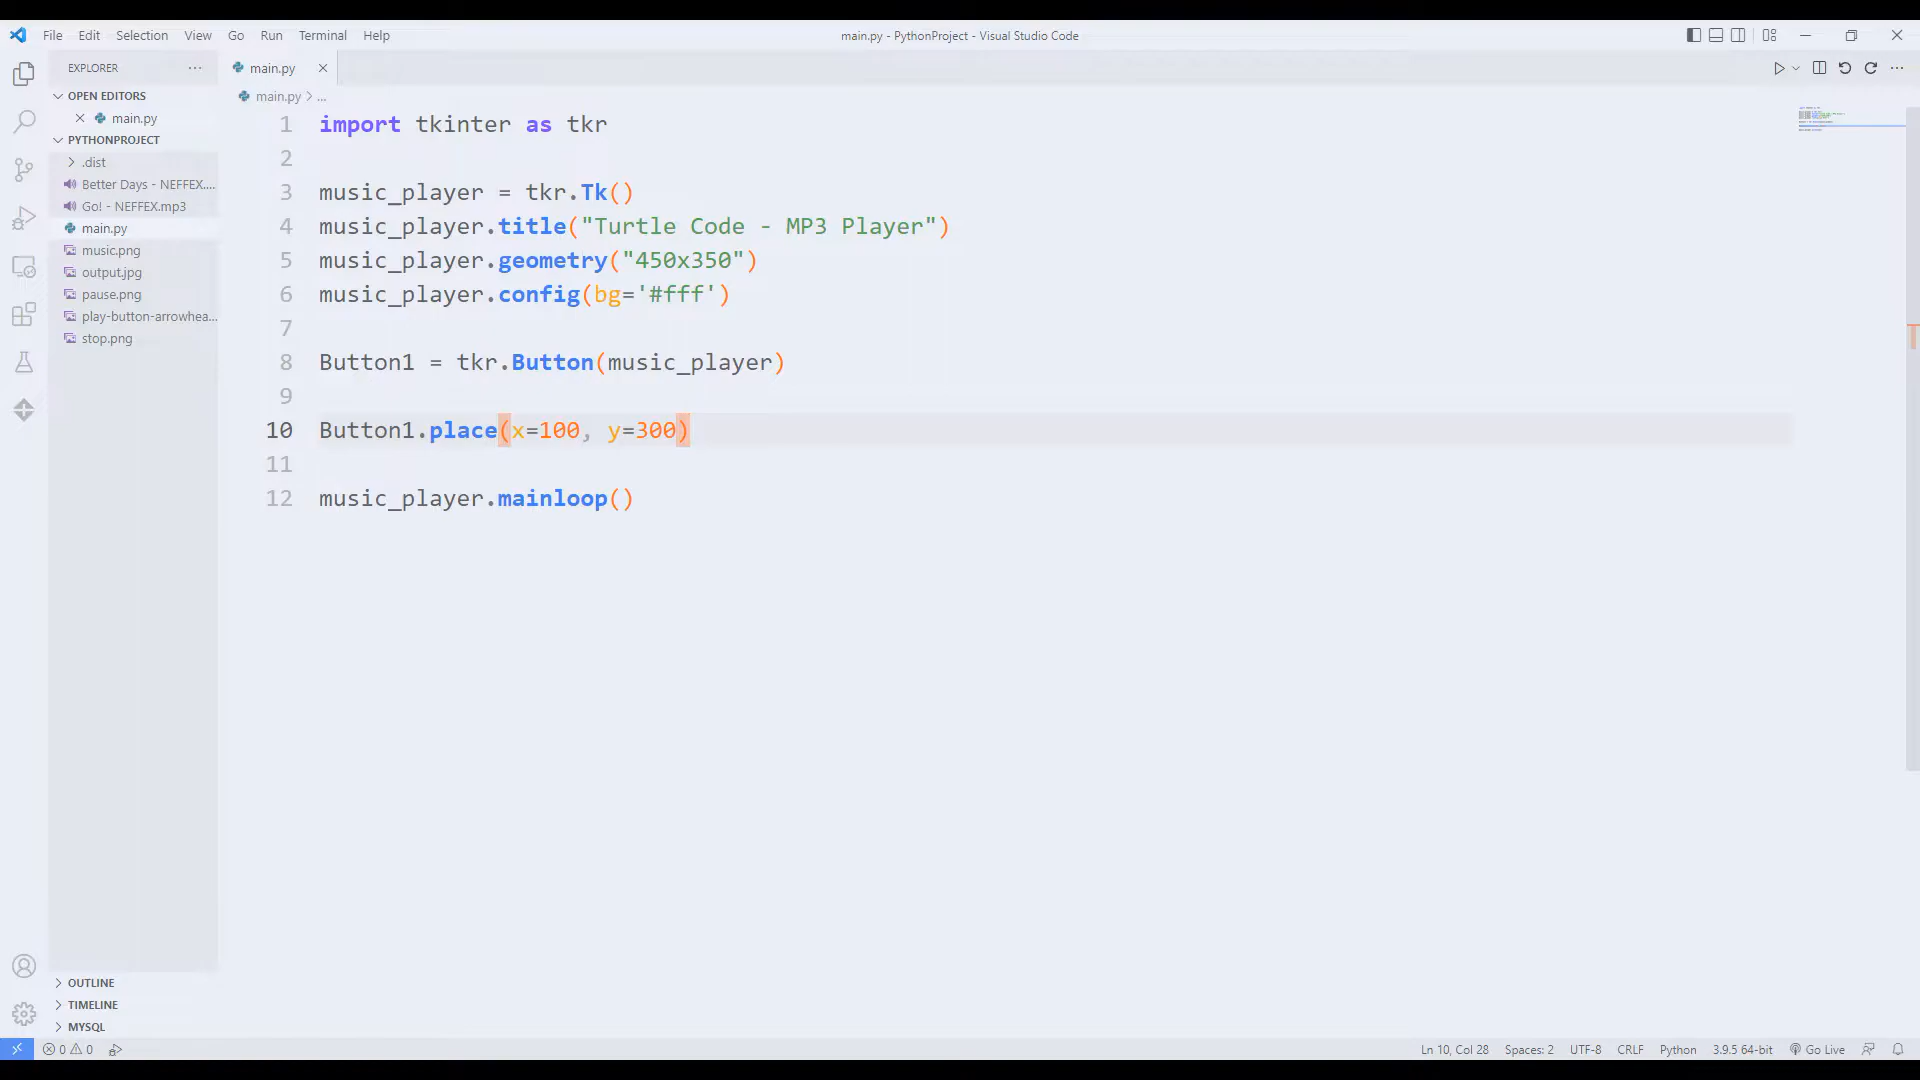 File Edit Selection View Go Run Terminal Help
main.py - PythonProject - Visual Studio Code
EXPLORER ···
main.py
OPEN EDITORS
main.py > ...
main.py
PYTHONPROJECT
.dist
Better Days - NEFFEX....
Go! - NEFFEX.mp3
main.py
music.png
output.jpg
pause.png
play-button-arrowhea...
stop.png
1 import tkinter as tkr
2
3 music_player = tkr.Tk()
4 music_player.title("Turtle Code - MP3 Player")
5 music_player.geometry("450x350")
6 music_player.config(bg='#fff')
7
8 Button1 = tkr.Button(music_player)
9
10 Button1.place(x=100, y=300)
11
12 music_player.mainloop()
OUTLINE
TIMELINE
MYSQL
0 0 Ln 10, Col 28 Spaces: 2 UTF-8 CRLF Python 3.9.5 64-bit Go Live